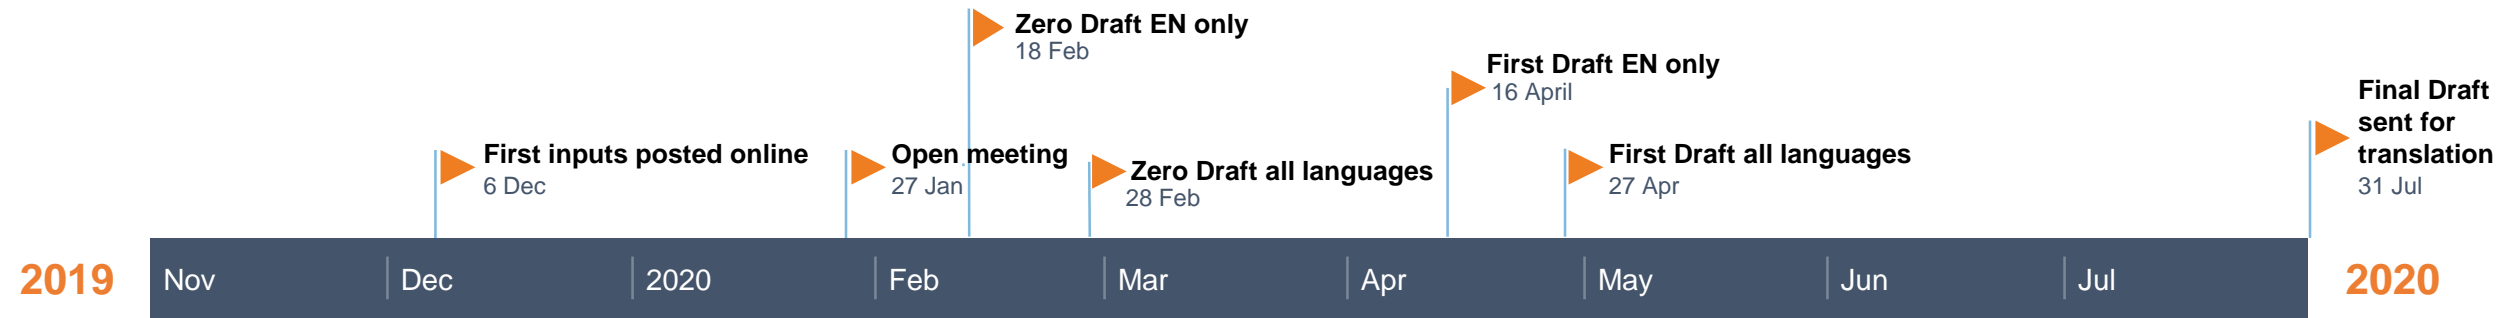 Zero Draft EN only
18 Feb
First Draft EN only
16 April
Final Draft
sent for
translation
31 Jul
First inputs posted online
6 Dec
Open meeting
27 Jan
Zero Draft all languages
28 Feb
First Draft all languages
27 Apr
2019
Nov
Dec
2020
Feb
Mar
Apr
May
Jun
Jul
2020